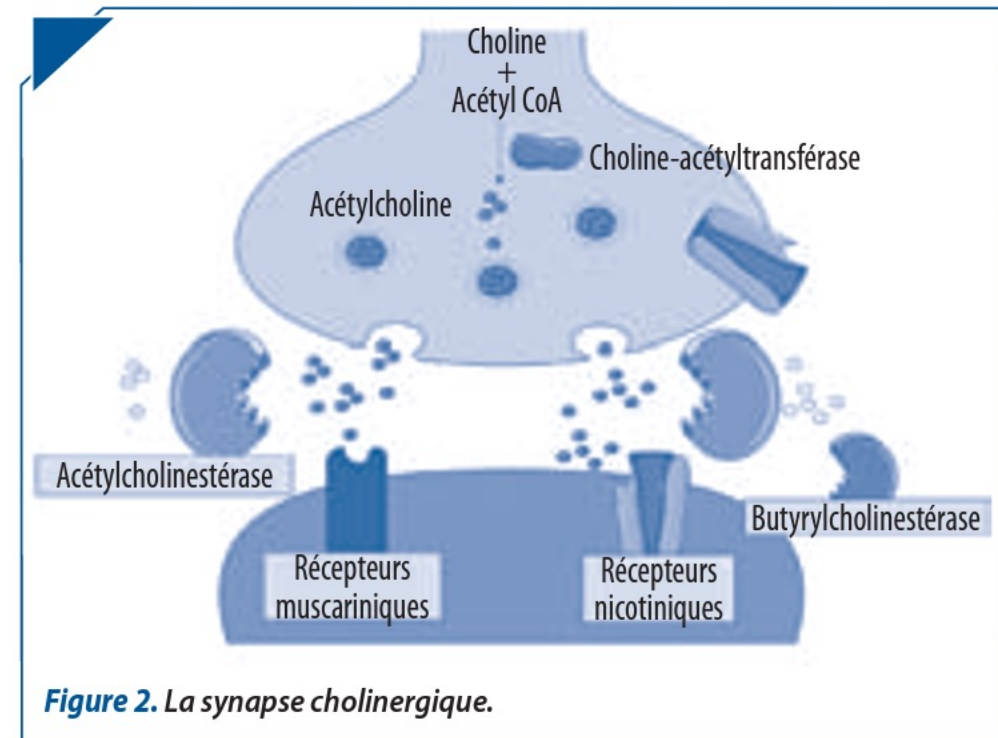 Choline
+
Acétyl CoA
Choline-acétyltransférase
Acétylcholine
Acétylcholinestérase
Butyrylcholinestérase
Récepteurs
muscariniques
Récepteurs
nicotiniques
Figure 2. La synapse cholinergique.